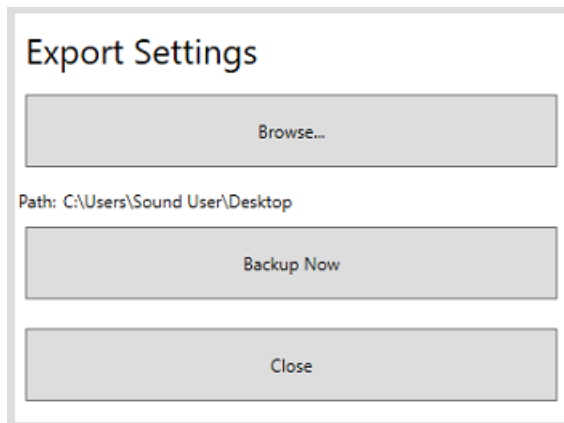 Export Settings
Browse...
Path: C:\Users\Sound User\Desktop
Backup Now
Close